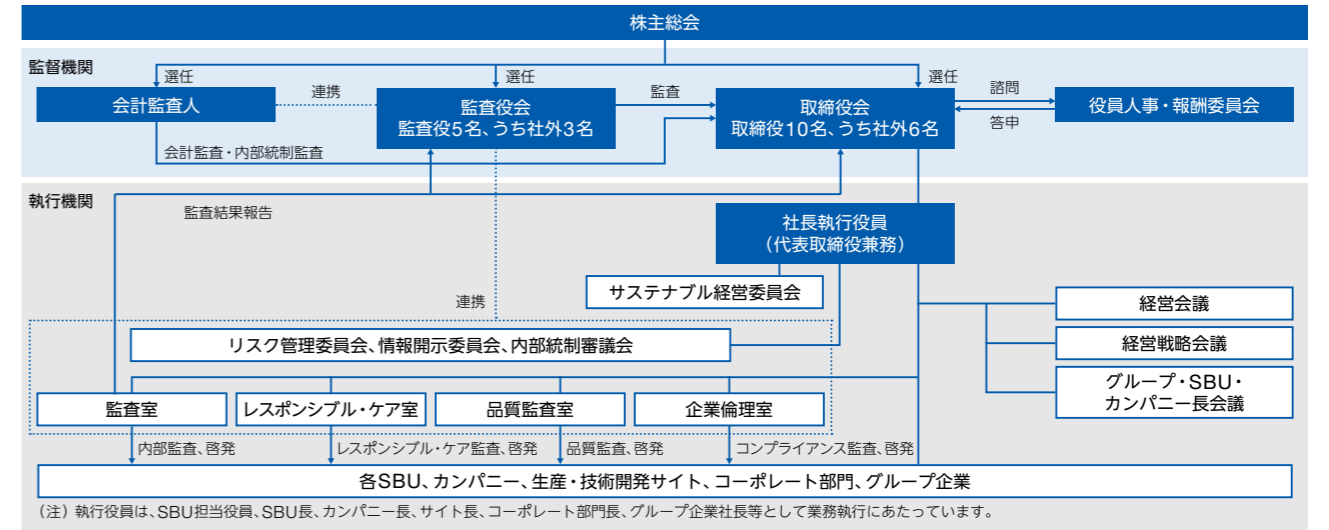 株主総会
監督機関
選任
選任
選任
会計監査人
連携
監査役会
監査役5名、うち社外3名
監査
取締役会
取締役10名、うち社外6名
諮問
答申
役員人事・報酬委員会
会計監査・内部統制監査
執行機関
監査結果報告
社長執行役員
（代表取締役兼務）
連携
サステナブル経営委員会
経営会議
リスク管理委員会、情報開示委員会、内部統制審議会
経営戦略会議
グループ・SBU・
カンパニー長会議
監査室
レスポンシブル・ケア室
品質監査室
企業倫理室
内部監査、啓発
レスポンシブル・ケア監査、啓発
品質監査、啓発
コンプライアンス監査、啓発
各SBU、カンパニー、生産・技術開発サイト、コーポレート部門、グループ企業
（注）執行役員は、SBU担当役員、SBU長、カンパニー長、サイト長、コーポレート部門長、グループ企業社長等として業務執行にあたっています。